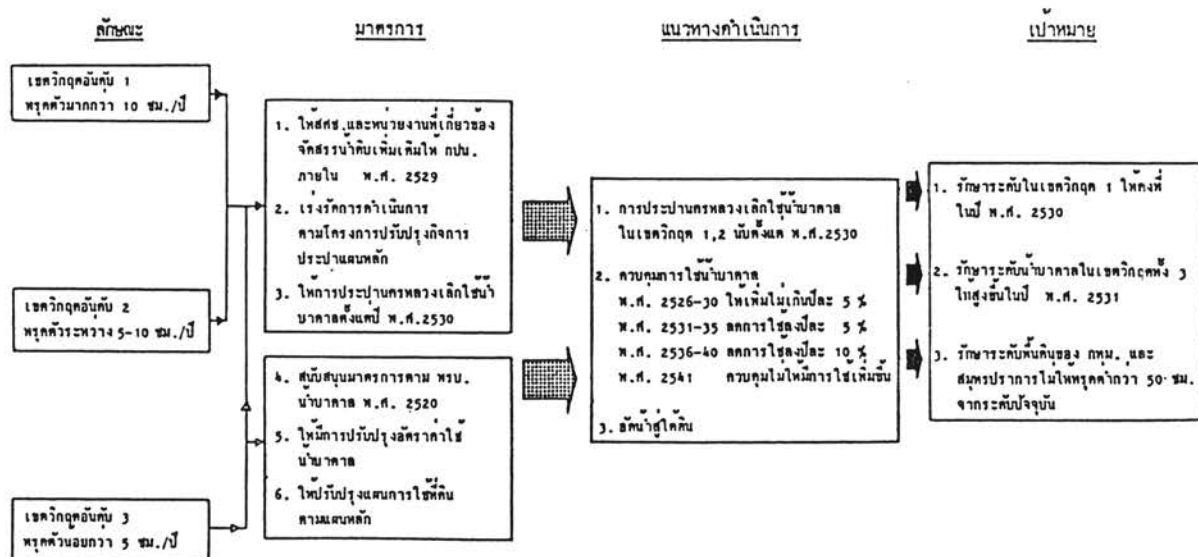 ลักษณะ
มาตรการ
แนวทางดำเนินการ
เป้าหมาย
เขตวิกฤตอันดับ 1
ทรุดตัวมากกว่า 10 ซม./ปี
เขตวิกฤตอันดับ 2
ทรุดตัวระหว่าง 5-10 ซม./ปี
เขตวิกฤตอันดับ 3
ทรุดตัวน้อยกว่า 5 ซม./ปี
1. ให้สศช.และหน่วยงานที่เกี่ยวข้อง
จัดสรรน้ำดิบเพิ่มเติมให้ กปน.
ภายใน พ.ศ. 2529
2. เร่งรัดการดำเนินการ
ตามโครงการปรับปรุงกิจการ
ประปาแผนหลัก
3. ให้การประปานครหลวงเลิกใช้น้ำ
บาดาลตั้งแต่ปี พ.ศ.2530
4. สนับสนุนมาตรการตาม พรบ.
น้ำบาดาล พ.ศ. 2520
5. ให้มีการปรับปรุงอัตราค่าใช้
น้ำบาดาล
6. ให้ปรับปรุงแผนการใช้ที่ดิน
ตามแผนหลัก
1. การประปานครหลวงเลิกใช้น้ำบาดาล
ในเขตวิกฤต 1,2 นับตั้งแต่ พ.ศ.2530
2. ควบคุมการใช้น้ำบาดาล
พ.ศ. 2526-30 ให้เพิ่มไม่เกินปีละ 5 %
พ.ศ. 2531-35 ลดการใช้ลงปีละ 5 %
พ.ศ. 2536-40 ลดการใช้ลงปีละ 10 %
พ.ศ. 2541 ควบคุมไม่ให้มีการใช้เพิ่มขึ้น
3. อัดน้ำสู่ใต้ดิน
1. รักษาระดับในเขตวิกฤต 1 ให้คงที่
ในปี พ.ศ. 2530
2. รักษาระดับน้ำบาดาลในเขตวิกฤตทั้ง 3
ให้สูงขึ้นในปี พ.ศ. 2531
3. รักษาระดับพื้นดินของ กทม. และ
สมุทรปราการไม่ให้ทรุดต่ำกว่า 50 ซม.
จากระดับปัจจุบัน